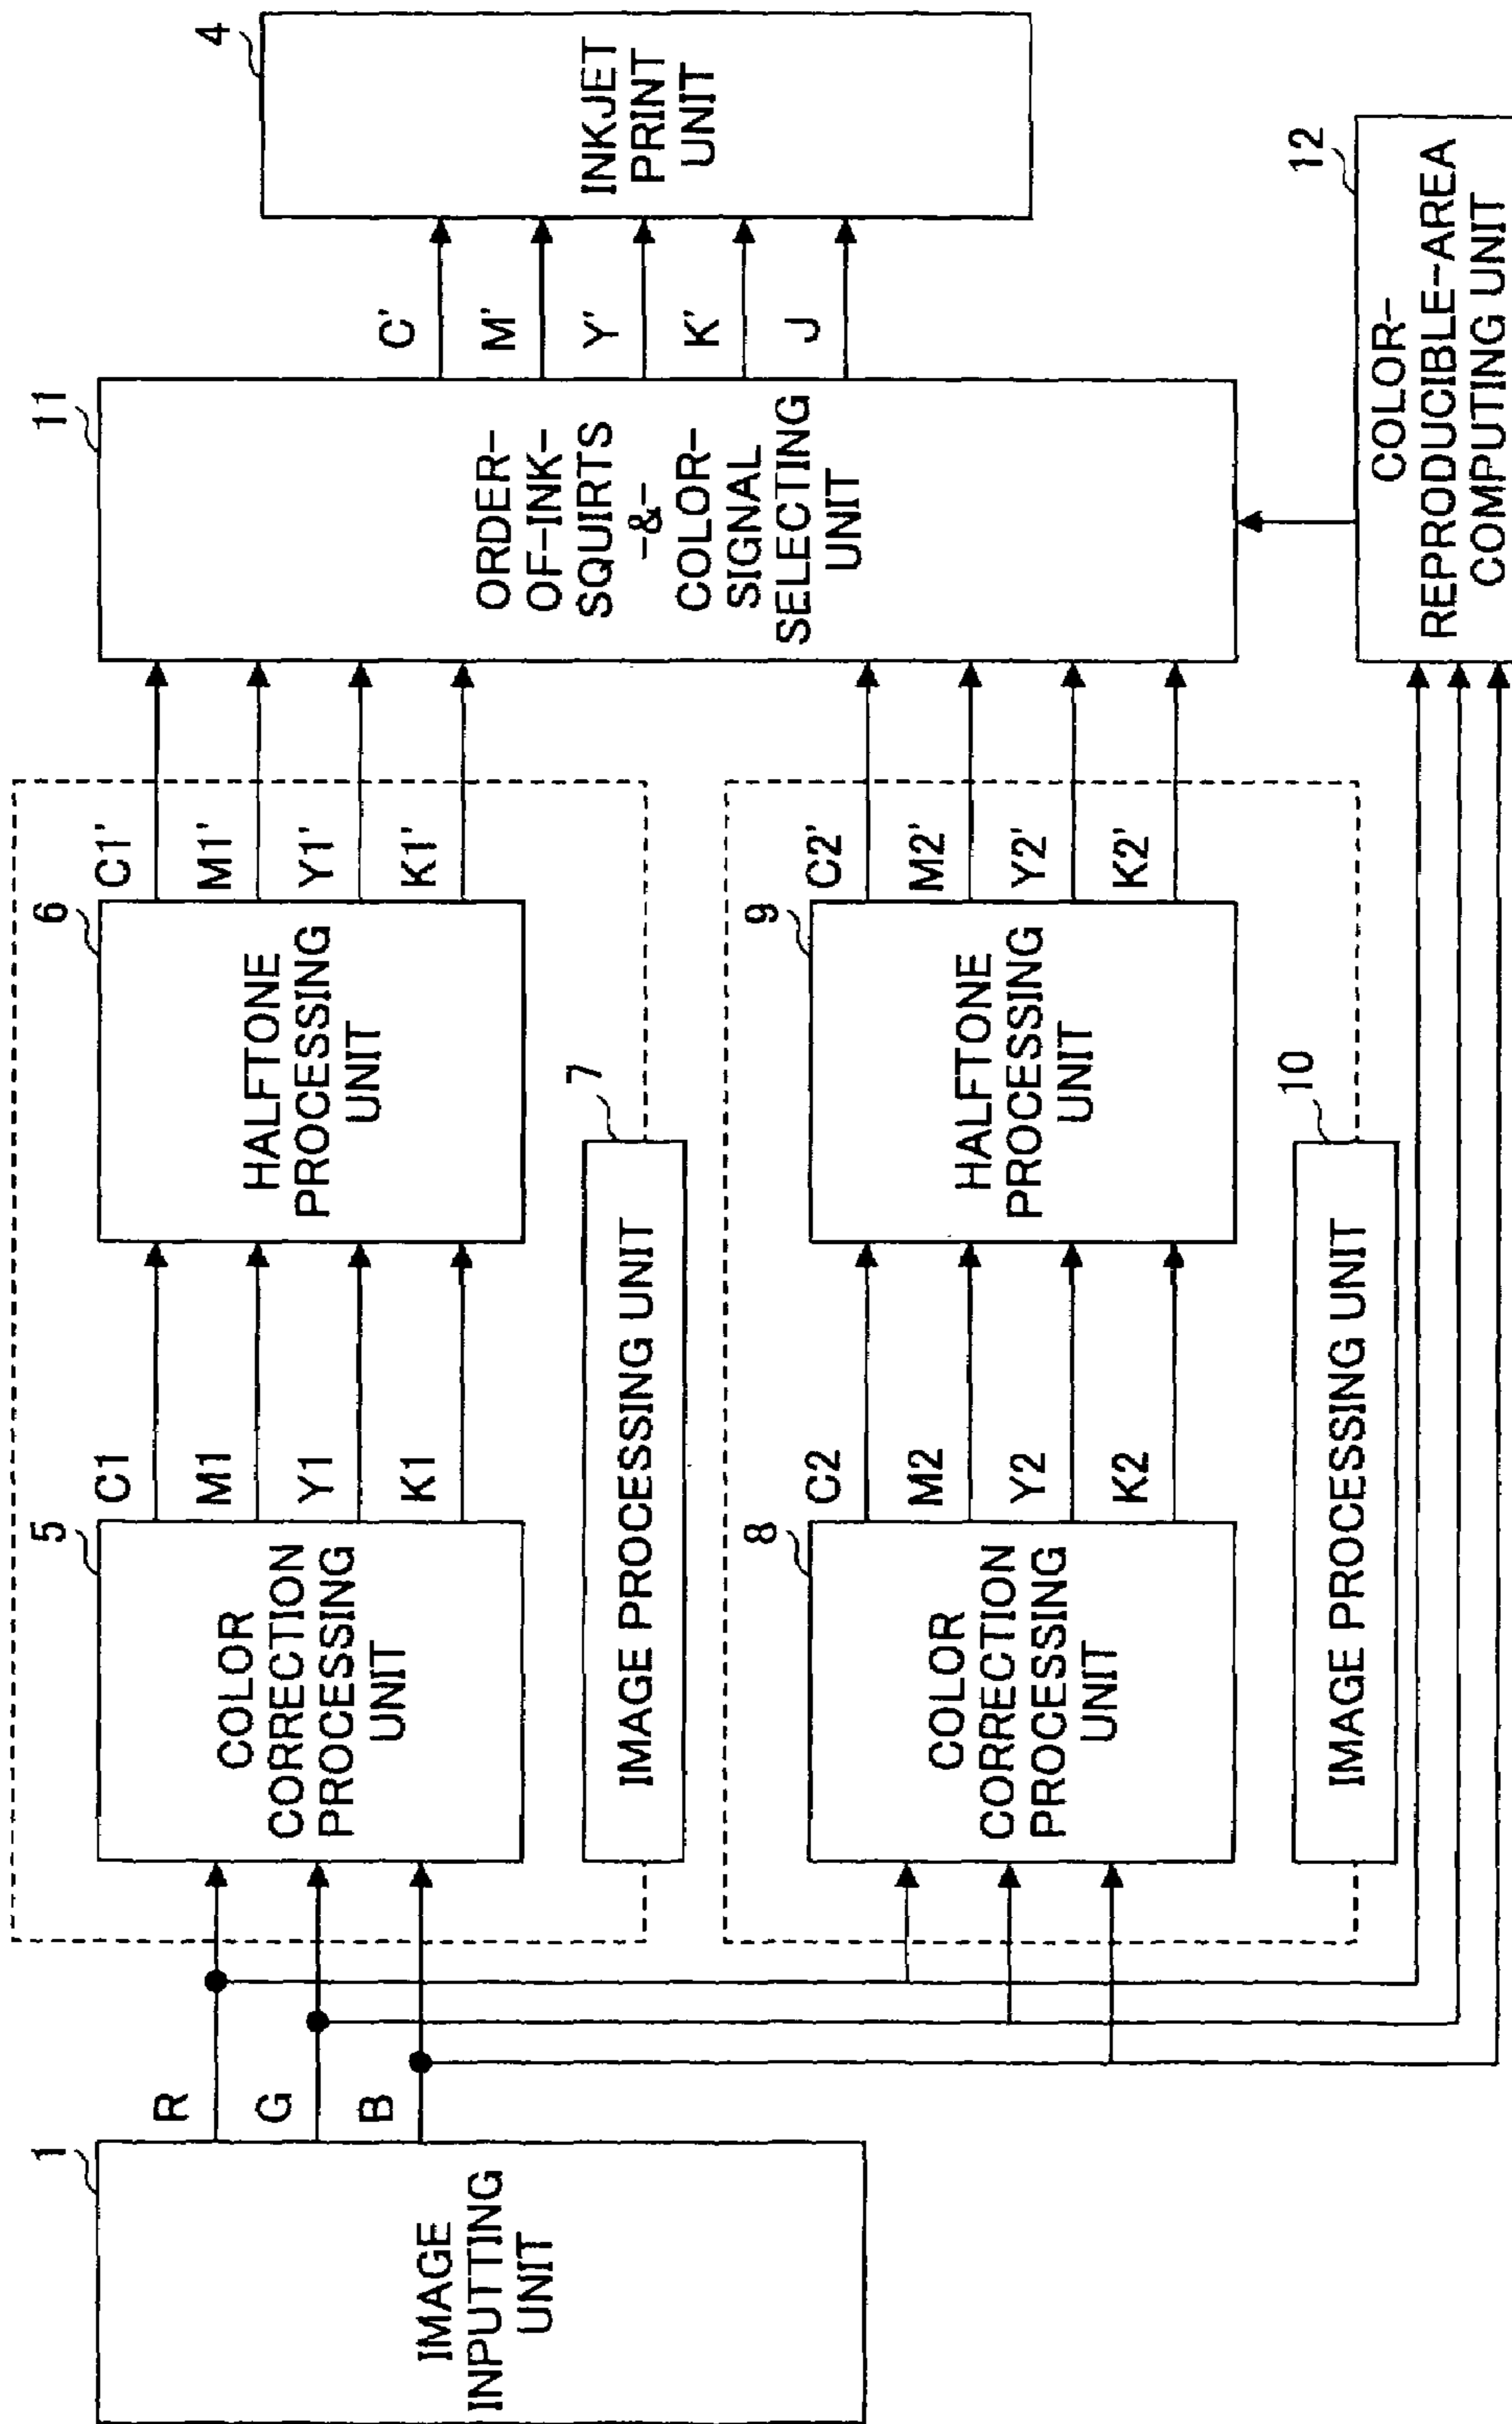 1
IMAGE
INPUTTING
UNIT
R
G
B
5
COLOR
CORRECTION
PROCESSING
UNIT
C1
M1
Y1
K1
6
HALFTONE
PROCESSING
UNIT
C1'
M1'
Y1'
K1'
7
IMAGE PROCESSING UNIT
8
COLOR
CORRECTION
PROCESSING
UNIT
C2
M2
Y2
K2
9
HALFTONE
PROCESSING
UNIT
C2'
M2'
Y2'
K2'
10
IMAGE PROCESSING UNIT
11
ORDER-
OF-INK-
SQUIRTS
-&-
COLOR-
SIGNAL
SELECTING
UNIT
C'
M'
Y'
K'
J
4
INKJET
PRINT
UNIT
12
COLOR-
REPRODUCIBLE-AREA
COMPUTING UNIT